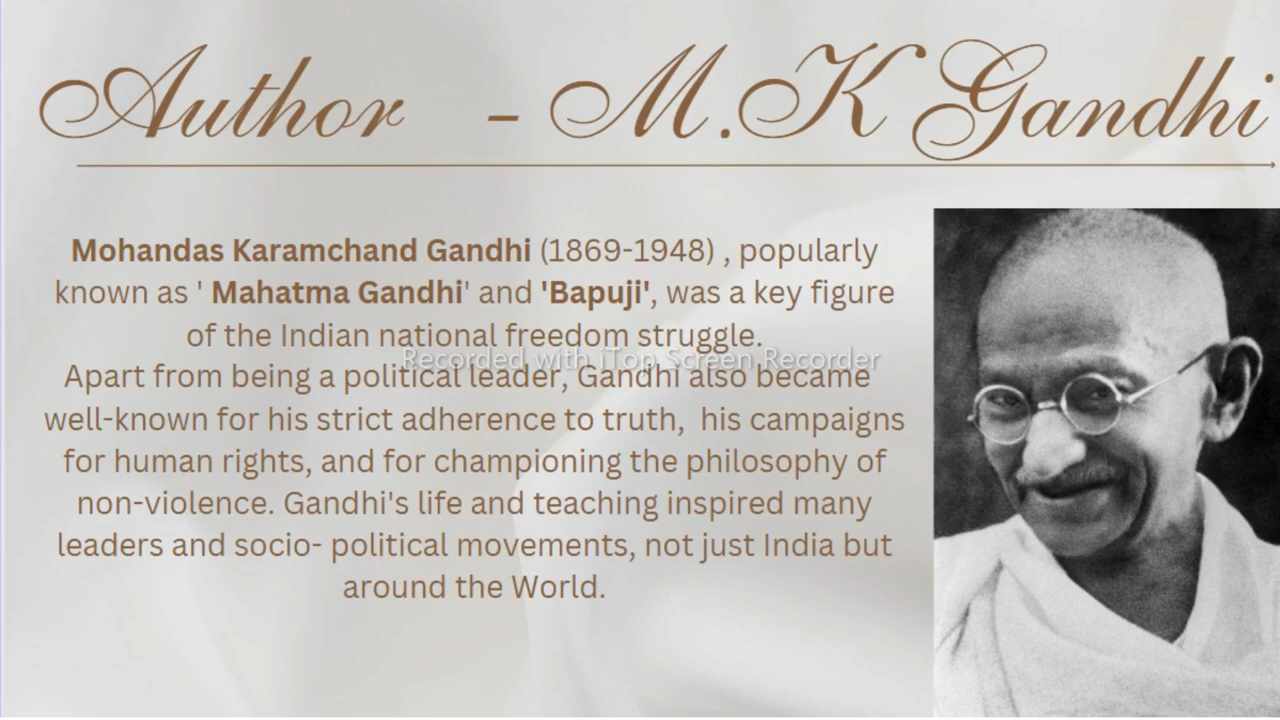 Author - M.K Gandhi
Mohandas Karamchand Gandhi (1869-1948) , popularly
known as ' Mahatma Gandhi' and 'Bapuji', was a key figure
of the Indian national freedom struggle.
Recorded with iTop Screen Recorder
Apart from being a political leader, Gandhi also became
well-known for his strict adherence to truth, his campaigns
for human rights, and for championing the philosophy of
non-violence. Gandhi's life and teaching inspired many
leaders and socio- political movements, not just India but
around the World.